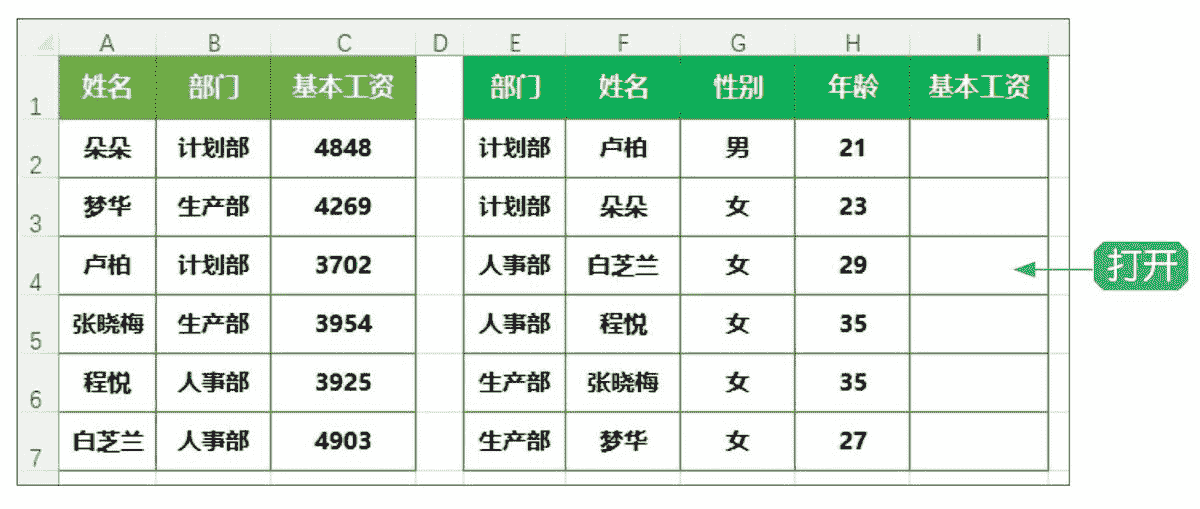 A B C D E F G H I
1 姓名 部门 基本工资 部门 姓名 性别 年龄 基本工资
2 朵朵 计划部 4848 计划部 卢柏 男 21
3 梦华 生产部 4269 计划部 朵朵 女 23
4 卢柏 计划部 3702 人事部 白芝兰 女 29 打开
5 张晓梅 生产部 3954 人事部 程悦 女 35
6 程悦 人事部 3925 生产部 张晓梅 女 35
7 白芝兰 人事部 4903 生产部 梦华 女 27